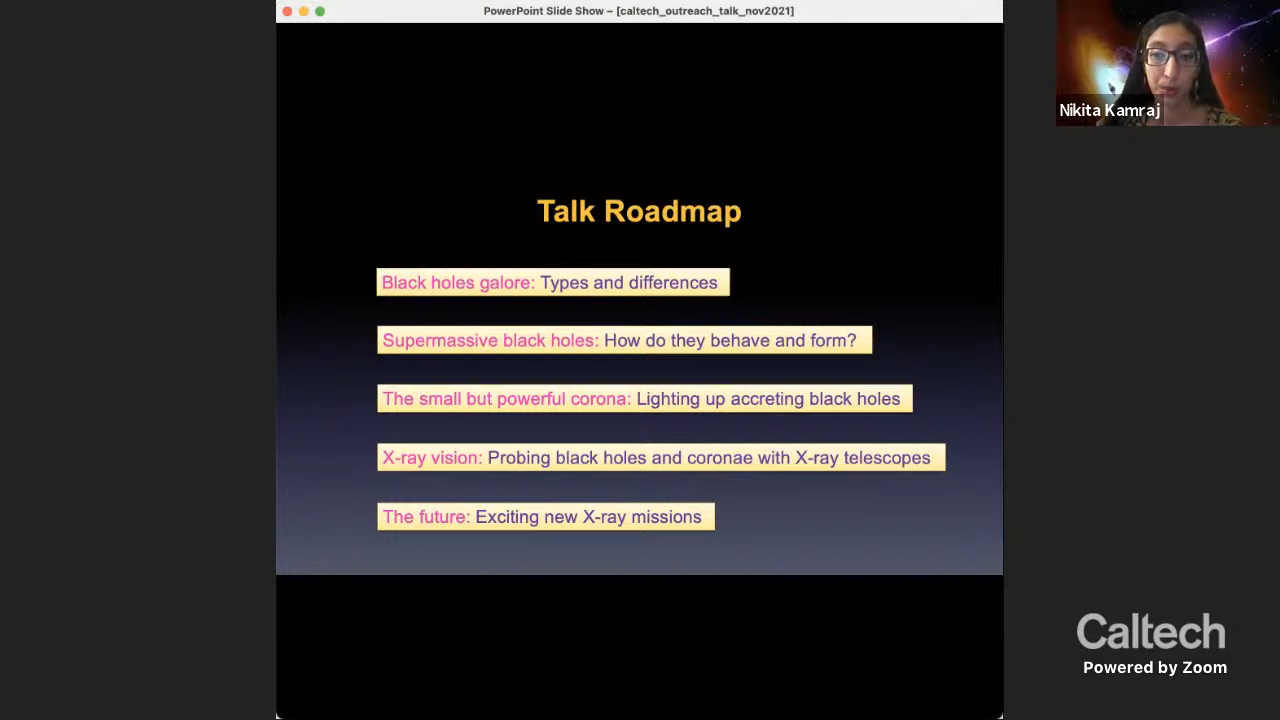 PowerPoint Slide Show – [caltech_outreach_talk_nov2021]
Nikita Kamraj
Talk Roadmap
Black holes galore: Types and differences
Supermassive black holes: How do they behave and form?
The small but powerful corona: Lighting up accreting black holes
X-ray vision: Probing black holes and coronae with X-ray telescopes
The future: Exciting new X-ray missions
Caltech
Powered by Zoom